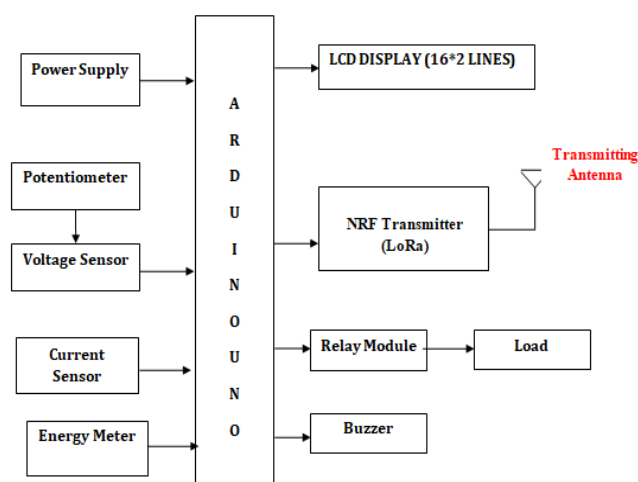 Power Supply
Potentiometer
Voltage Sensor
Current
Sensor
Energy Meter
A
R
D
U
I
N
O
U
N
O
LCD DISPLAY (16*2 LINES)
NRF Transmitter
(LoRa)
Transmitting
Antenna
Relay Module
Load
Buzzer